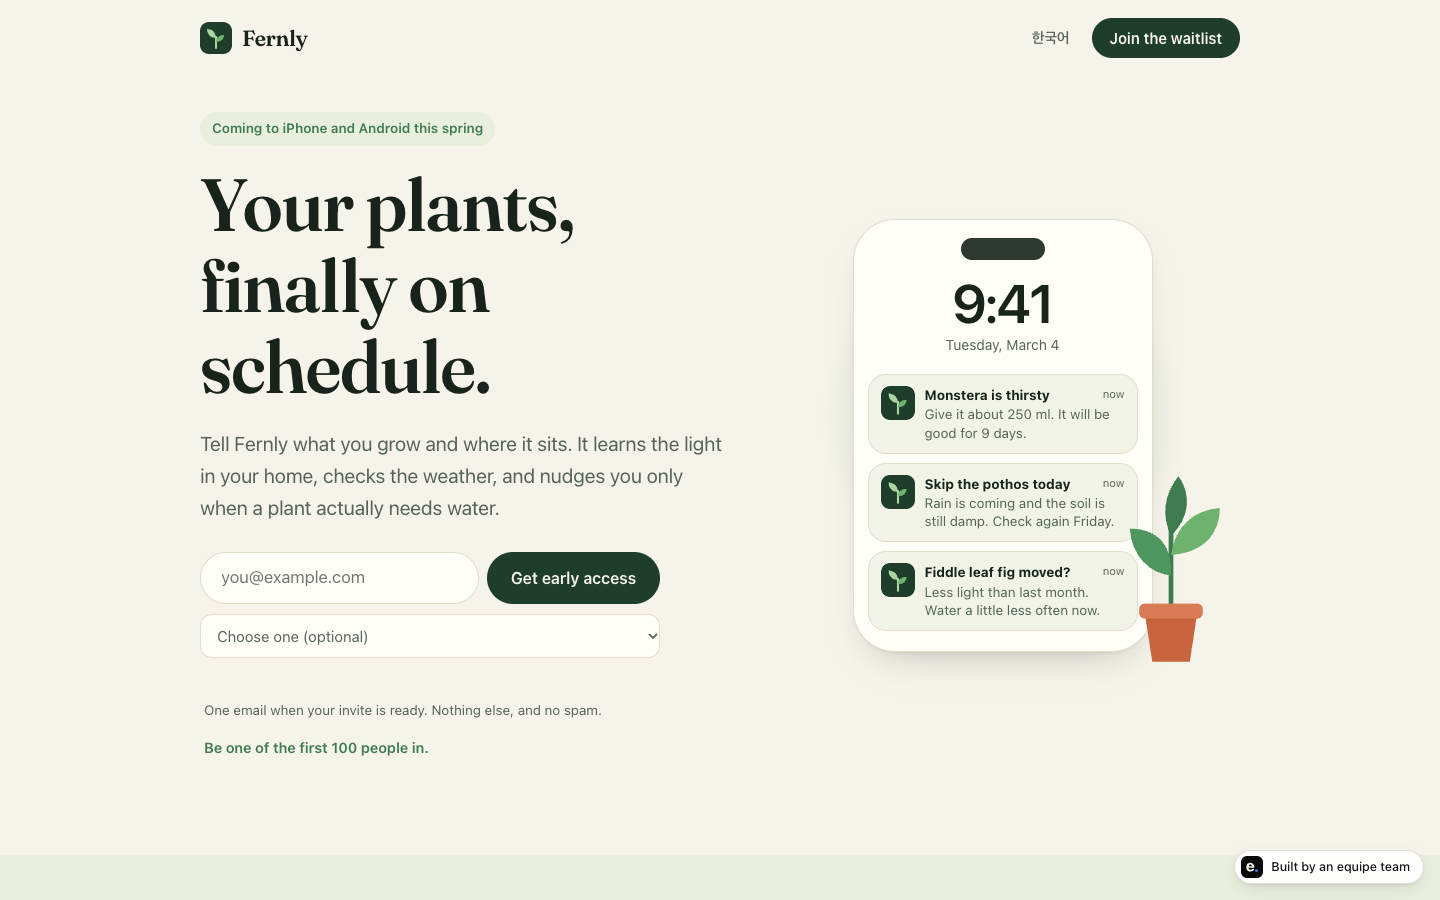 Fernly
한국어
Join the waitlist
Coming to iPhone and Android this spring
Your plants,
finally on
schedule.
Tell Fernly what you grow and where it sits. It learns the light
in your home, checks the weather, and nudges you only
when a plant actually needs water.
you@example.com
Get early access
Choose one (optional)
One email when your invite is ready. Nothing else, and no spam.
Be one of the first 100 people in.
9:41
Tuesday, March 4
Monstera is thirsty
now
Give it about 250 ml. It will be
good for 9 days.
Skip the pothos today
now
Rain is coming and the soil is
still damp. Check again Friday.
Fiddle leaf fig moved?
now
Less light than last month.
Water a little less often now.
e.
Built by an equipe team